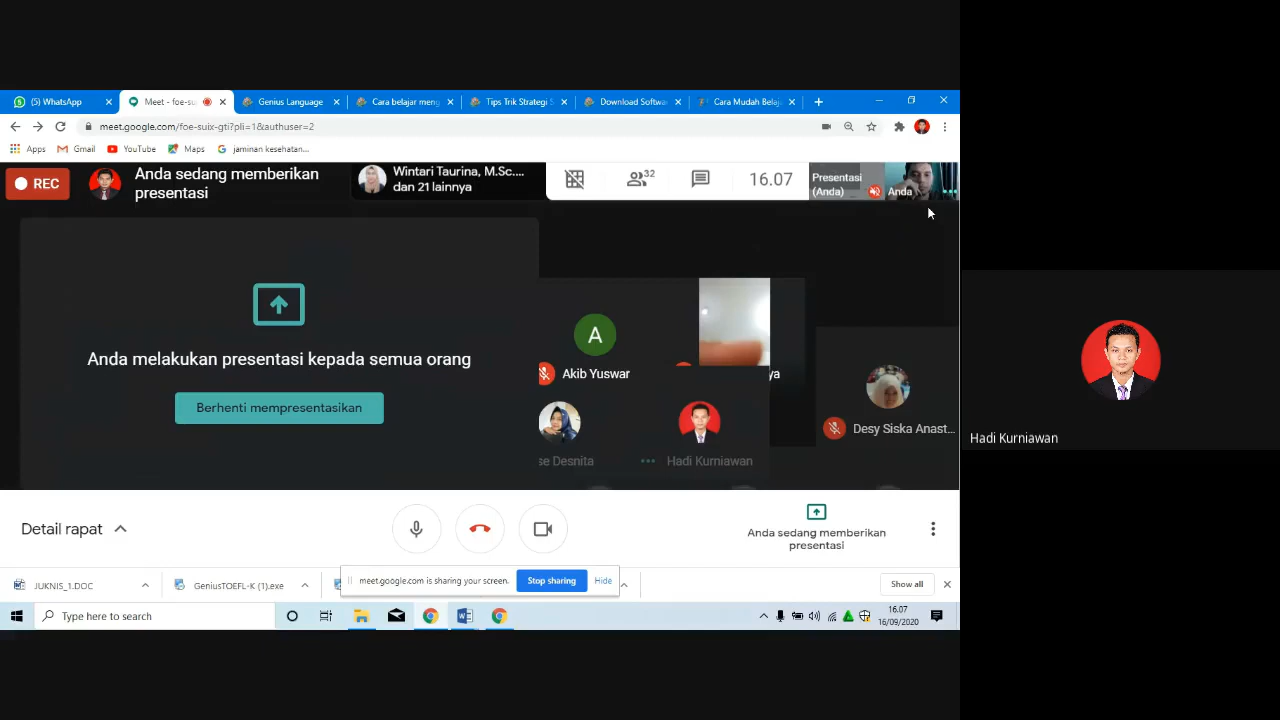 (5) WhatsApp
Meet - foe-sui
Genius Language
Cara belajar meng
Tips Trik Strategi S
Download Softwa
Cara Mudah Belaj
meet.google.com/foe-suix-gti?pli=1&authuser=2
Apps
Gmail
YouTube
Maps
jaminan kesehatan...
REC
Anda sedang memberikan
presentasi
Wintari Taurina, M.Sc....
dan 21 lainnya
32
16.07
Presentasi
(Anda)
Anda
Anda melakukan presentasi kepada semua orang
Berhenti mempresentasikan
A
Akib Yuswar
ya
se Desnita
Hadi Kurniawan
Desy Siska Anast...
Hadi Kurniawan
Detail rapat
Anda sedang memberikan
presentasi
JUKNIS_1.DOC
GeniusTOEFL-K (1).exe
meet.google.com is sharing your screen.
Stop sharing
Hide
Show all
Type here to search
16.07
16/09/2020